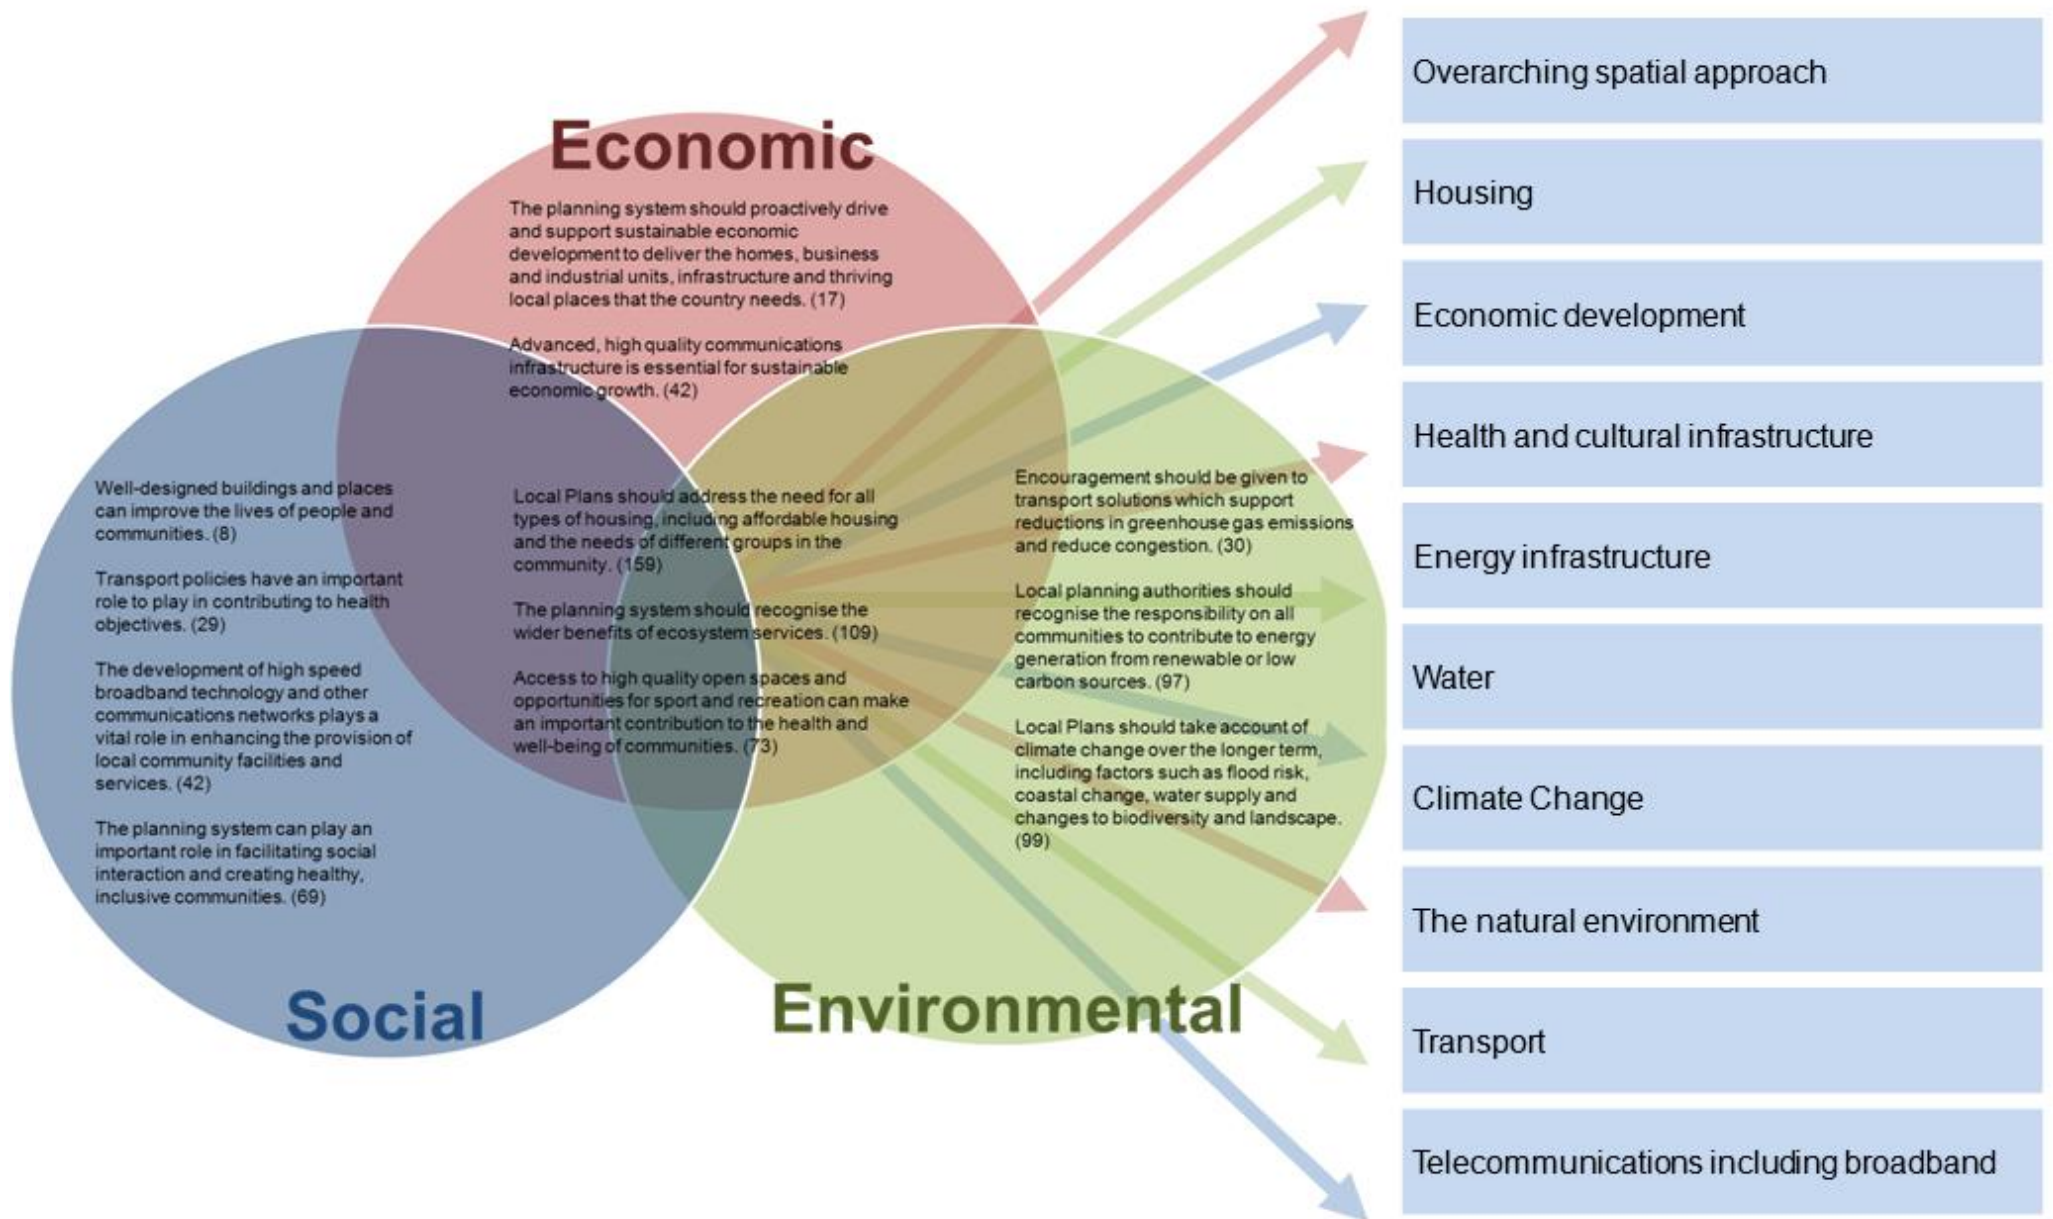 Economic
The planning system should proactively drive
and support sustainable economic
development to deliver the homes, business
and industrial units, infrastructure and thriving
local places that the country needs. (17)
Advanced, high quality communications
infrastructure is essential for sustainable
economic growth. (42)
Well-designed buildings and places
can improve the lives of people and
communities. (8)
Transport policies have an important
role to play in contributing to health
objectives. (29)
The development of high speed
broadband technology and other
communications networks plays a
vital role in enhancing the provision of
local community facilities and
services. (42)
The planning system can play an
important role in facilitating social
interaction and creating healthy,
inclusive communities. (69)
Social
Local Plans should address the need for all
types of housing, including affordable housing
and the needs of different groups in the
community. (159)
The planning system should recognise the
wider benefits of ecosystem services. (109)
Access to high quality open spaces and
opportunities for sport and recreation can make
an important contribution to the health and
well-being of communities. (73)
Encouragement should be given to
transport solutions which support
reductions in greenhouse gas emissions
and reduce congestion. (30)
Local planning authorities should
recognise the responsibility on all
communities to contribute to energy
generation from renewable or low
carbon sources. (97)
Local Plans should take account of
climate change over the longer term,
including factors such as flood risk,
coastal change, water supply and
changes to biodiversity and landscape.
(99)
Environmental
Overarching spatial approach
Housing
Economic development
Health and cultural infrastructure
Energy infrastructure
Water
Climate Change
The natural environment
Transport
Telecommunications including broadband